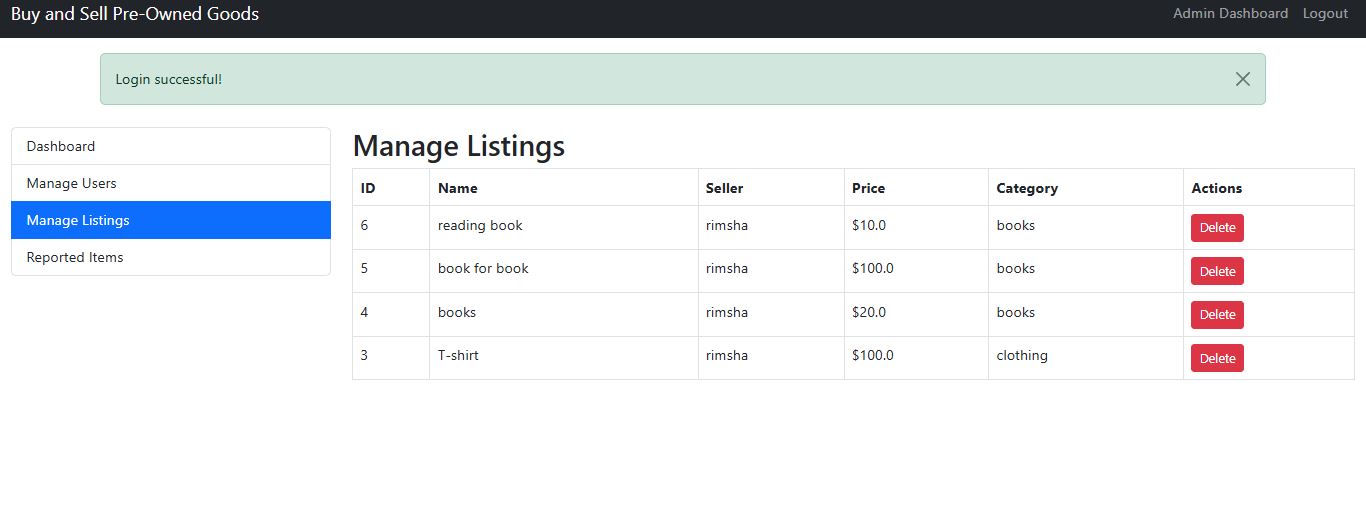 Buy and Sell Pre-Owned Goods Admin Dashboard Logout
Login successful!
Dashboard
Manage Users
Manage Listings
Reported Items
Manage Listings
ID Name Seller Price Category Actions
6 reading book rimsha $10.0 books Delete
5 book for book rimsha $100.0 books Delete
4 books rimsha $20.0 books Delete
3 T-shirt rimsha $100.0 clothing Delete